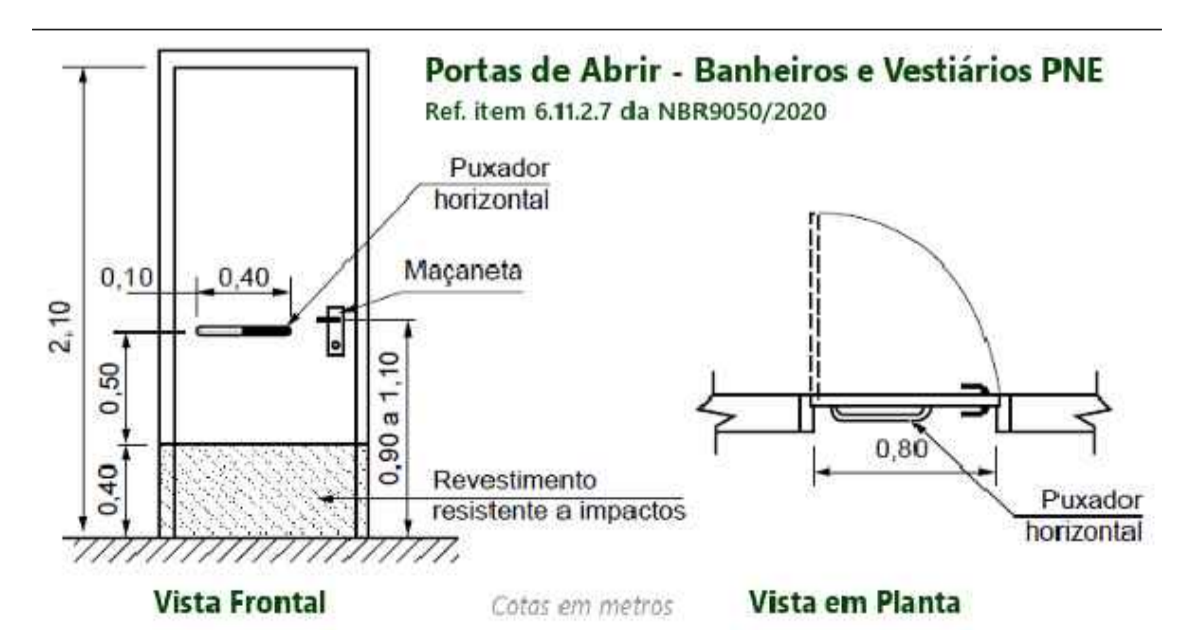 Portas de Abrir - Banheiros e Vestiários PNE
Ref. item 6.11.2.7 da NBR9050/2020
Puxador
horizontal
Maçaneta
0,10
0,40
2,10
0,50
0,40
0,90 a 1,10
Revestimento
resistente a impactos
0,80
Puxador
horizontal
Vista Frontal
Cotas em metros
Vista em Planta